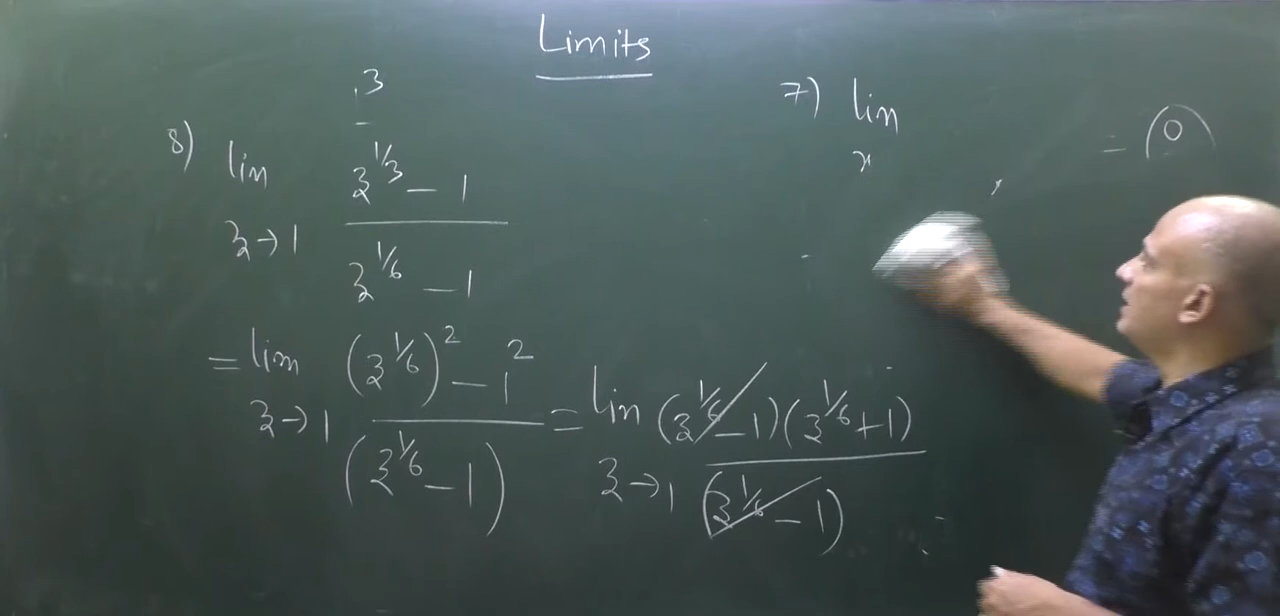 Limits
3
8) lim z→1 z^{1/3} − 1 / z^{1/6} − 1
= lim z→1 (z^{1/6})^2 − 1^2 / (z^{1/6} − 1) = lim z→1 (z^{1/6} − 1)(z^{1/6} + 1) / (z^{1/6} − 1)
7) lim x
= 0